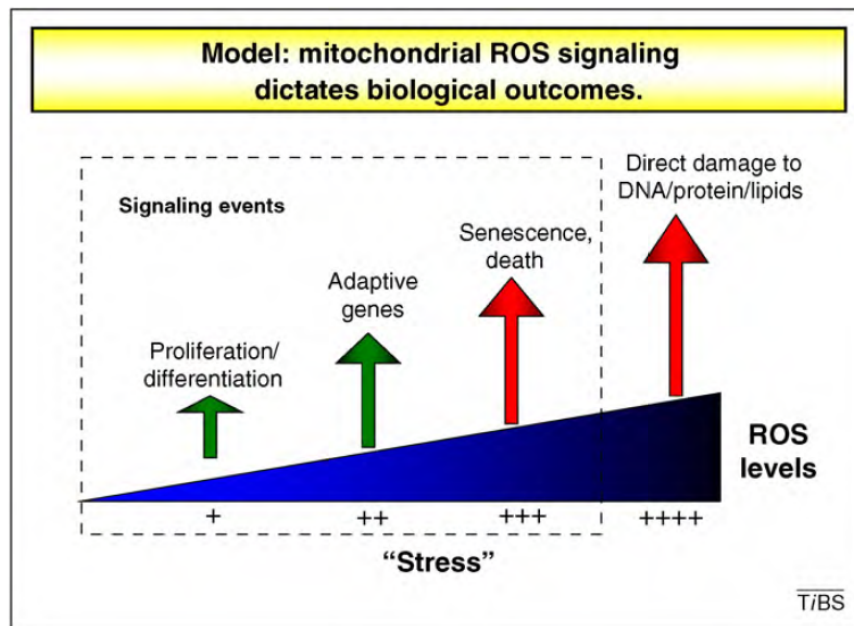 Model: mitochondrial ROS signaling
dictates biological outcomes.
Signaling events
Proliferation/
differentiation
Adaptive
genes
Senescence,
death
Direct damage to
DNA/protein/lipids
ROS
levels
+
++
+++
++++
“Stress”
TiBS